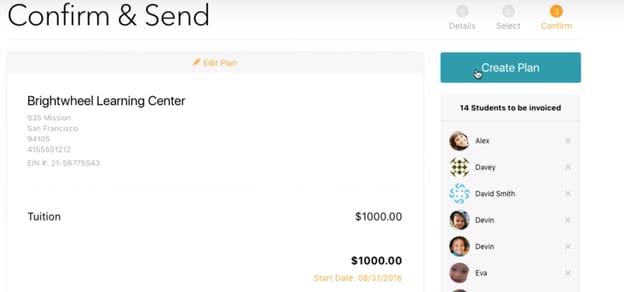 Confirm & Send
1 2 3
Details Select Confirm
Edit Plan
Create Plan
Brightwheel Learning Center
535 Mission
San Francisco
94105
4155551212
EIN #: 21-56775543
14 Students to be invoiced
Alex
Davey
David Smith
Devin
Devin
Eva
Tuition $1000.00
$1000.00
Start Date: 08/31/2016